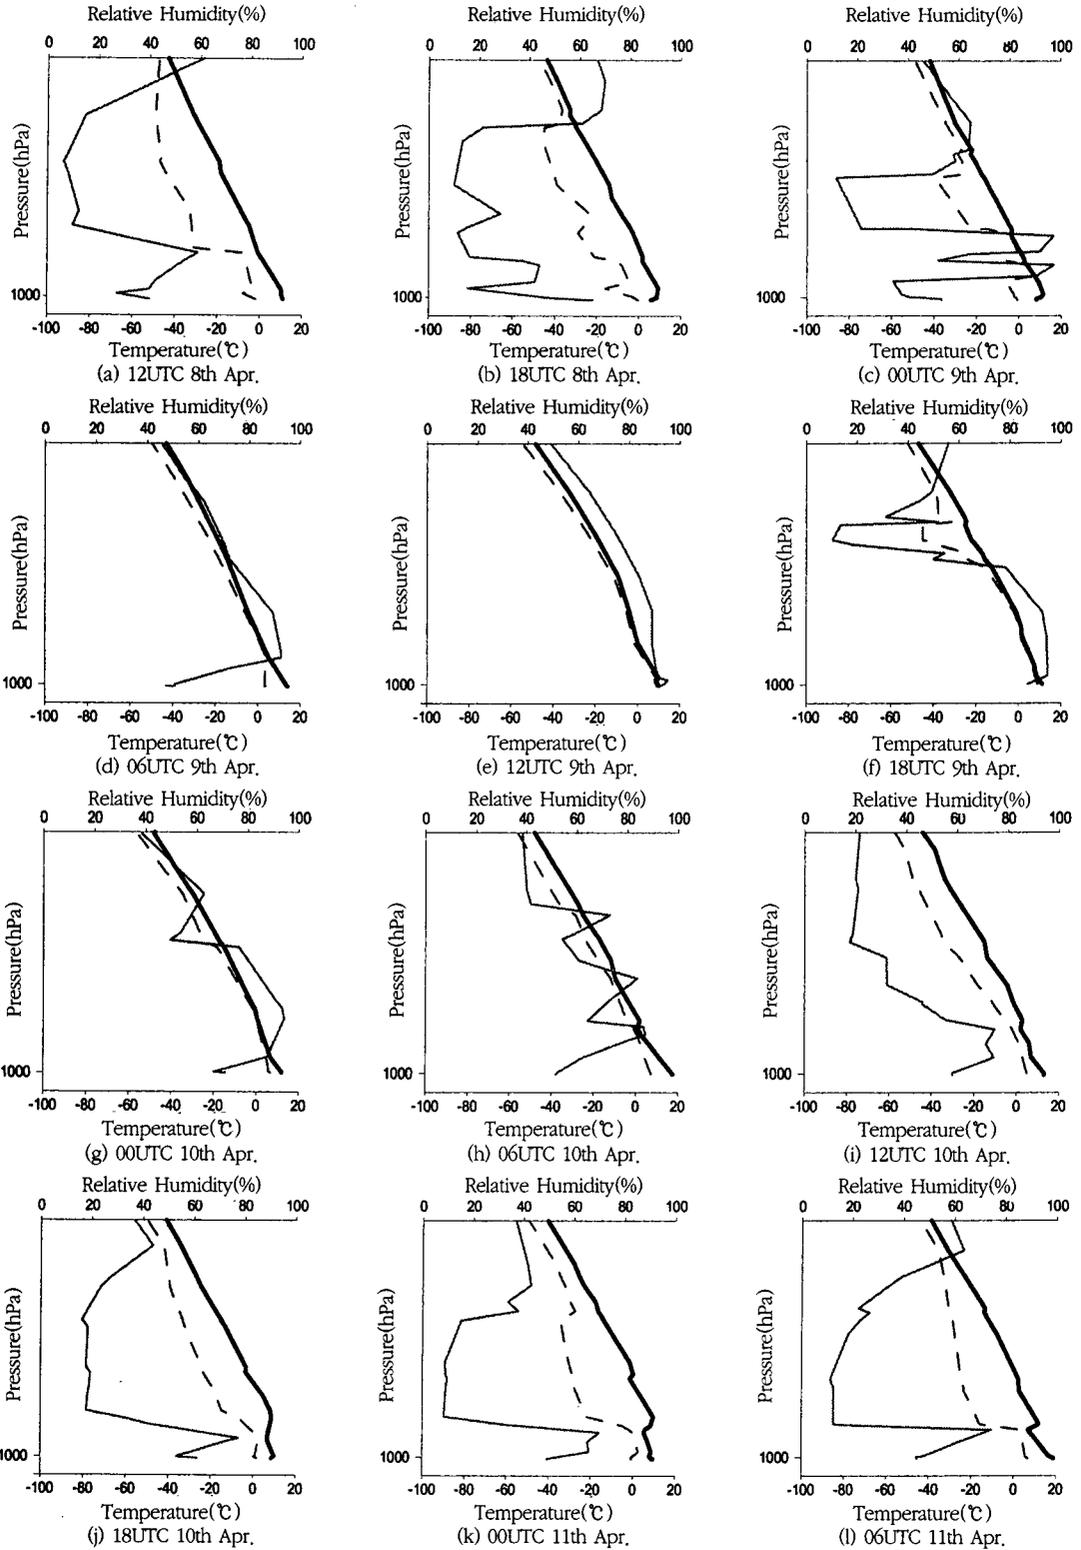 Relative Humidity(%) Relative Humidity(%) Relative Humidity(%)
0 20 40 60 80 100 0 20 40 60 80 100 0 20 40 60 80 100
Pressure(hPa) Pressure(hPa) Pressure(hPa)
1000 1000 1000
-100 -80 -60 -40 -20 0 20 -100 -80 -60 -40 -20 0 20 -100 -80 -60 -40 -20 0 20
Temperature(℃) Temperature(℃) Temperature(℃)
(a) 12UTC 8th Apr. (b) 18UTC 8th Apr. (c) 00UTC 9th Apr.
Relative Humidity(%) Relative Humidity(%) Relative Humidity(%)
0 20 40 60 80 100 0 20 40 60 80 100 0 20 40 60 80 100
Pressure(hPa) Pressure(hPa) Pressure(hPa)
1000 1000 1000
-100 -80 -60 -40 -20 0 20 -100 -80 -60 -40 -20 0 20 -100 -80 -60 -40 -20 0 20
Temperature(℃) Temperature(℃) Temperature(℃)
(d) 06UTC 9th Apr. (e) 12UTC 9th Apr. (f) 18UTC 9th Apr.
Relative Humidity(%) Relative Humidity(%) Relative Humidity(%)
0 20 40 60 80 100 0 20 40 60 80 100 0 20 40 60 80 100
Pressure(hPa) Pressure(hPa) Pressure(hPa)
1000 1000 1000
-100 -80 -60 -40 -20 0 20 -100 -80 -60 -40 -20 0 20 -100 -80 -60 -40 -20 0 20
Temperature(℃) Temperature(℃) Temperature(℃)
(g) 00UTC 10th Apr. (h) 06UTC 10th Apr. (i) 12UTC 10th Apr.
Relative Humidity(%) Relative Humidity(%) Relative Humidity(%)
0 20 40 60 80 100 0 20 40 60 80 100 0 20 40 60 80 100
Pressure(hPa) Pressure(hPa) Pressure(hPa)
1000 1000 1000
-100 -80 -60 -40 -20 0 20 -100 -80 -60 -40 -20 0 20 -100 -80 -60 -40 -20 0 20
Temperature(℃) Temperature(℃) Temperature(℃)
(j) 18UTC 10th Apr. (k) 00UTC 11th Apr. (l) 06UTC 11th Apr.